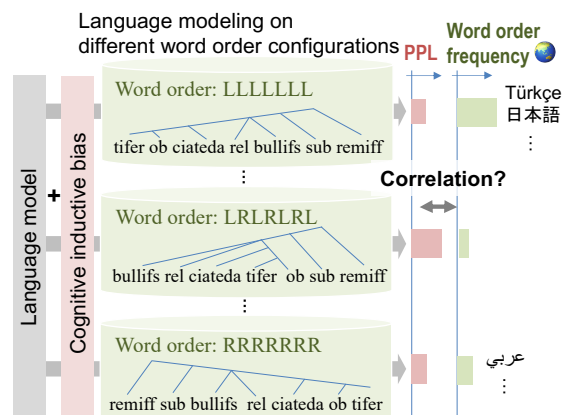 Language modeling on
different word order configurations
PPL
Word order
frequency
Language model
+
Cognitive inductive bias
Word order: LLLLLLL
tifer ob ciateda rel bullifs sub remiff
Türkçe
日本語
⋮
⋮
Correlation?
Word order: LRLRLRL
bullifs rel ciateda tifer ob sub remiff
⋮
Word order: RRRRRRR
remiff sub bullifs rel ciateda ob tifer
عربي
⋮